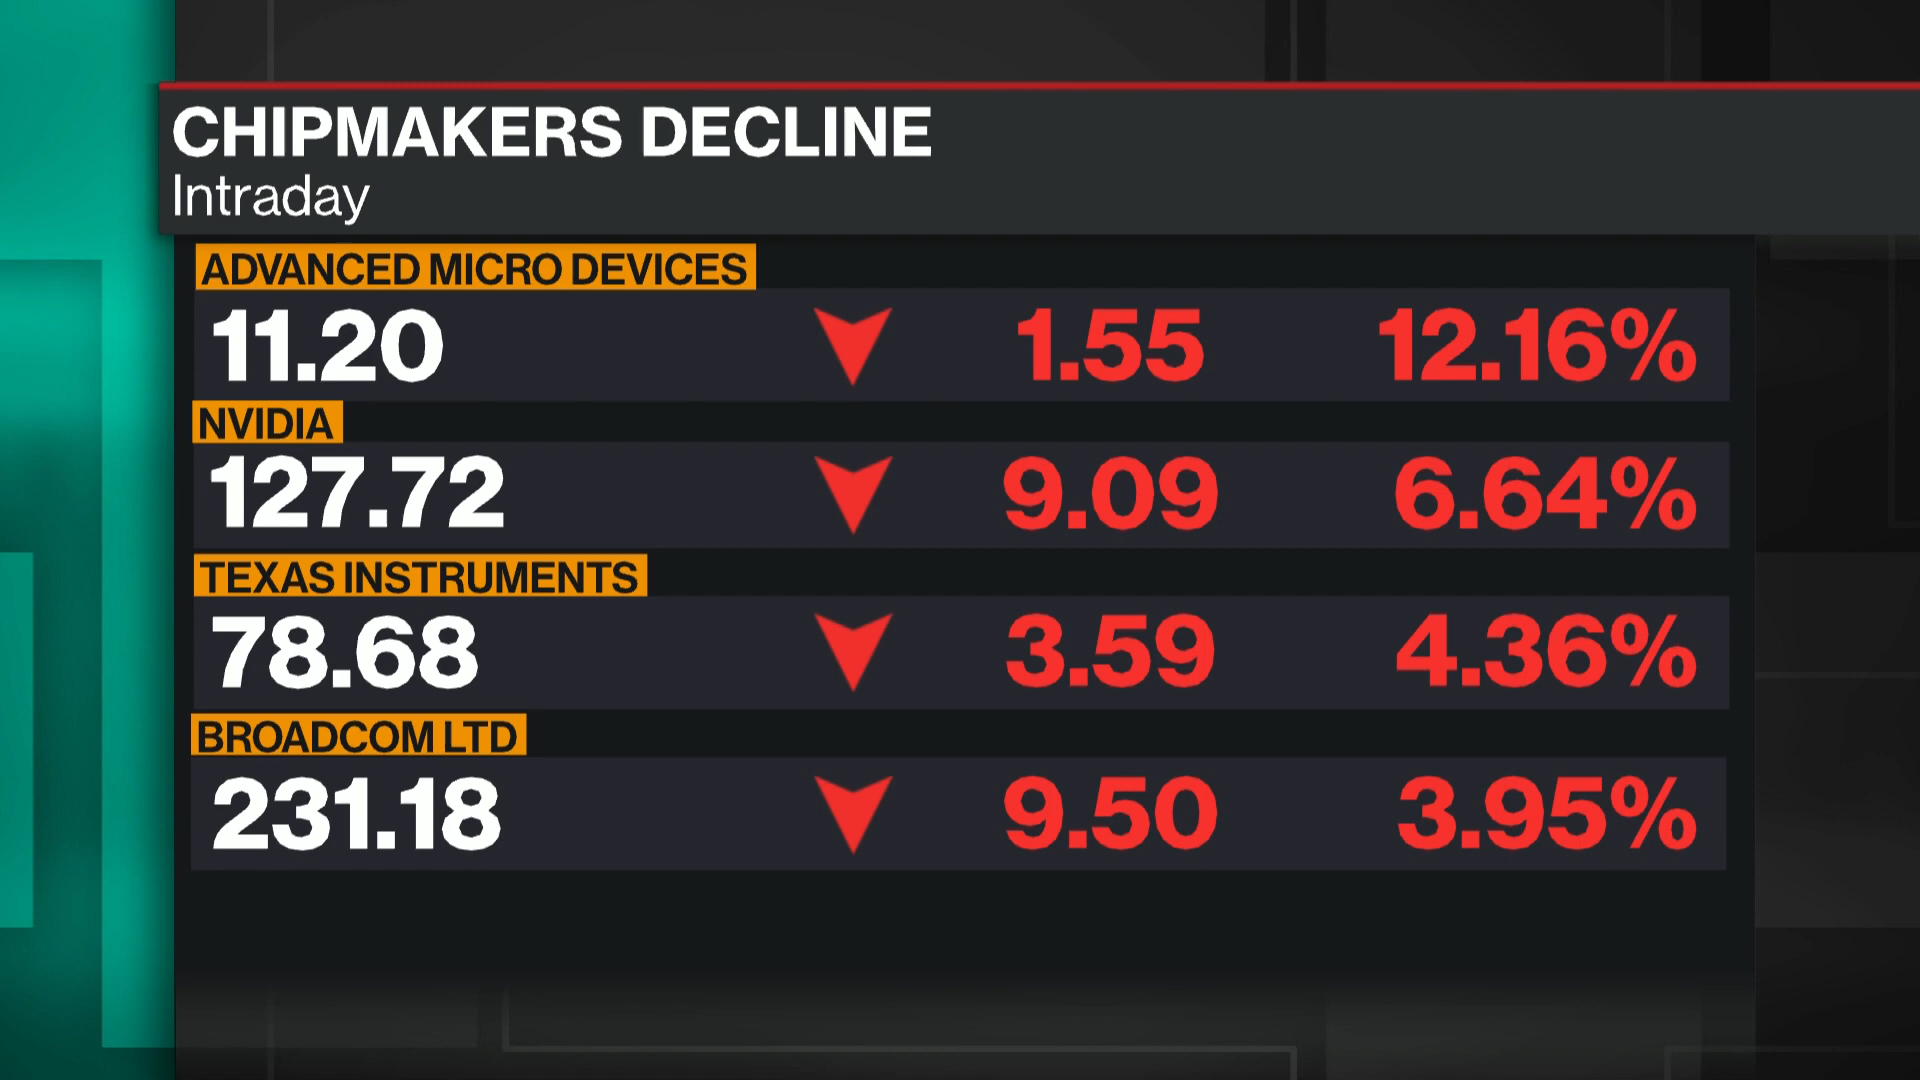 CHIPMAKERS DECLINE
Intraday
ADVANCED MICRO DEVICES
11.20 1.55 12.16%
NVIDIA
127.72 9.09 6.64%
TEXAS INSTRUMENTS
78.68 3.59 4.36%
BROADCOM LTD
231.18 9.50 3.95%